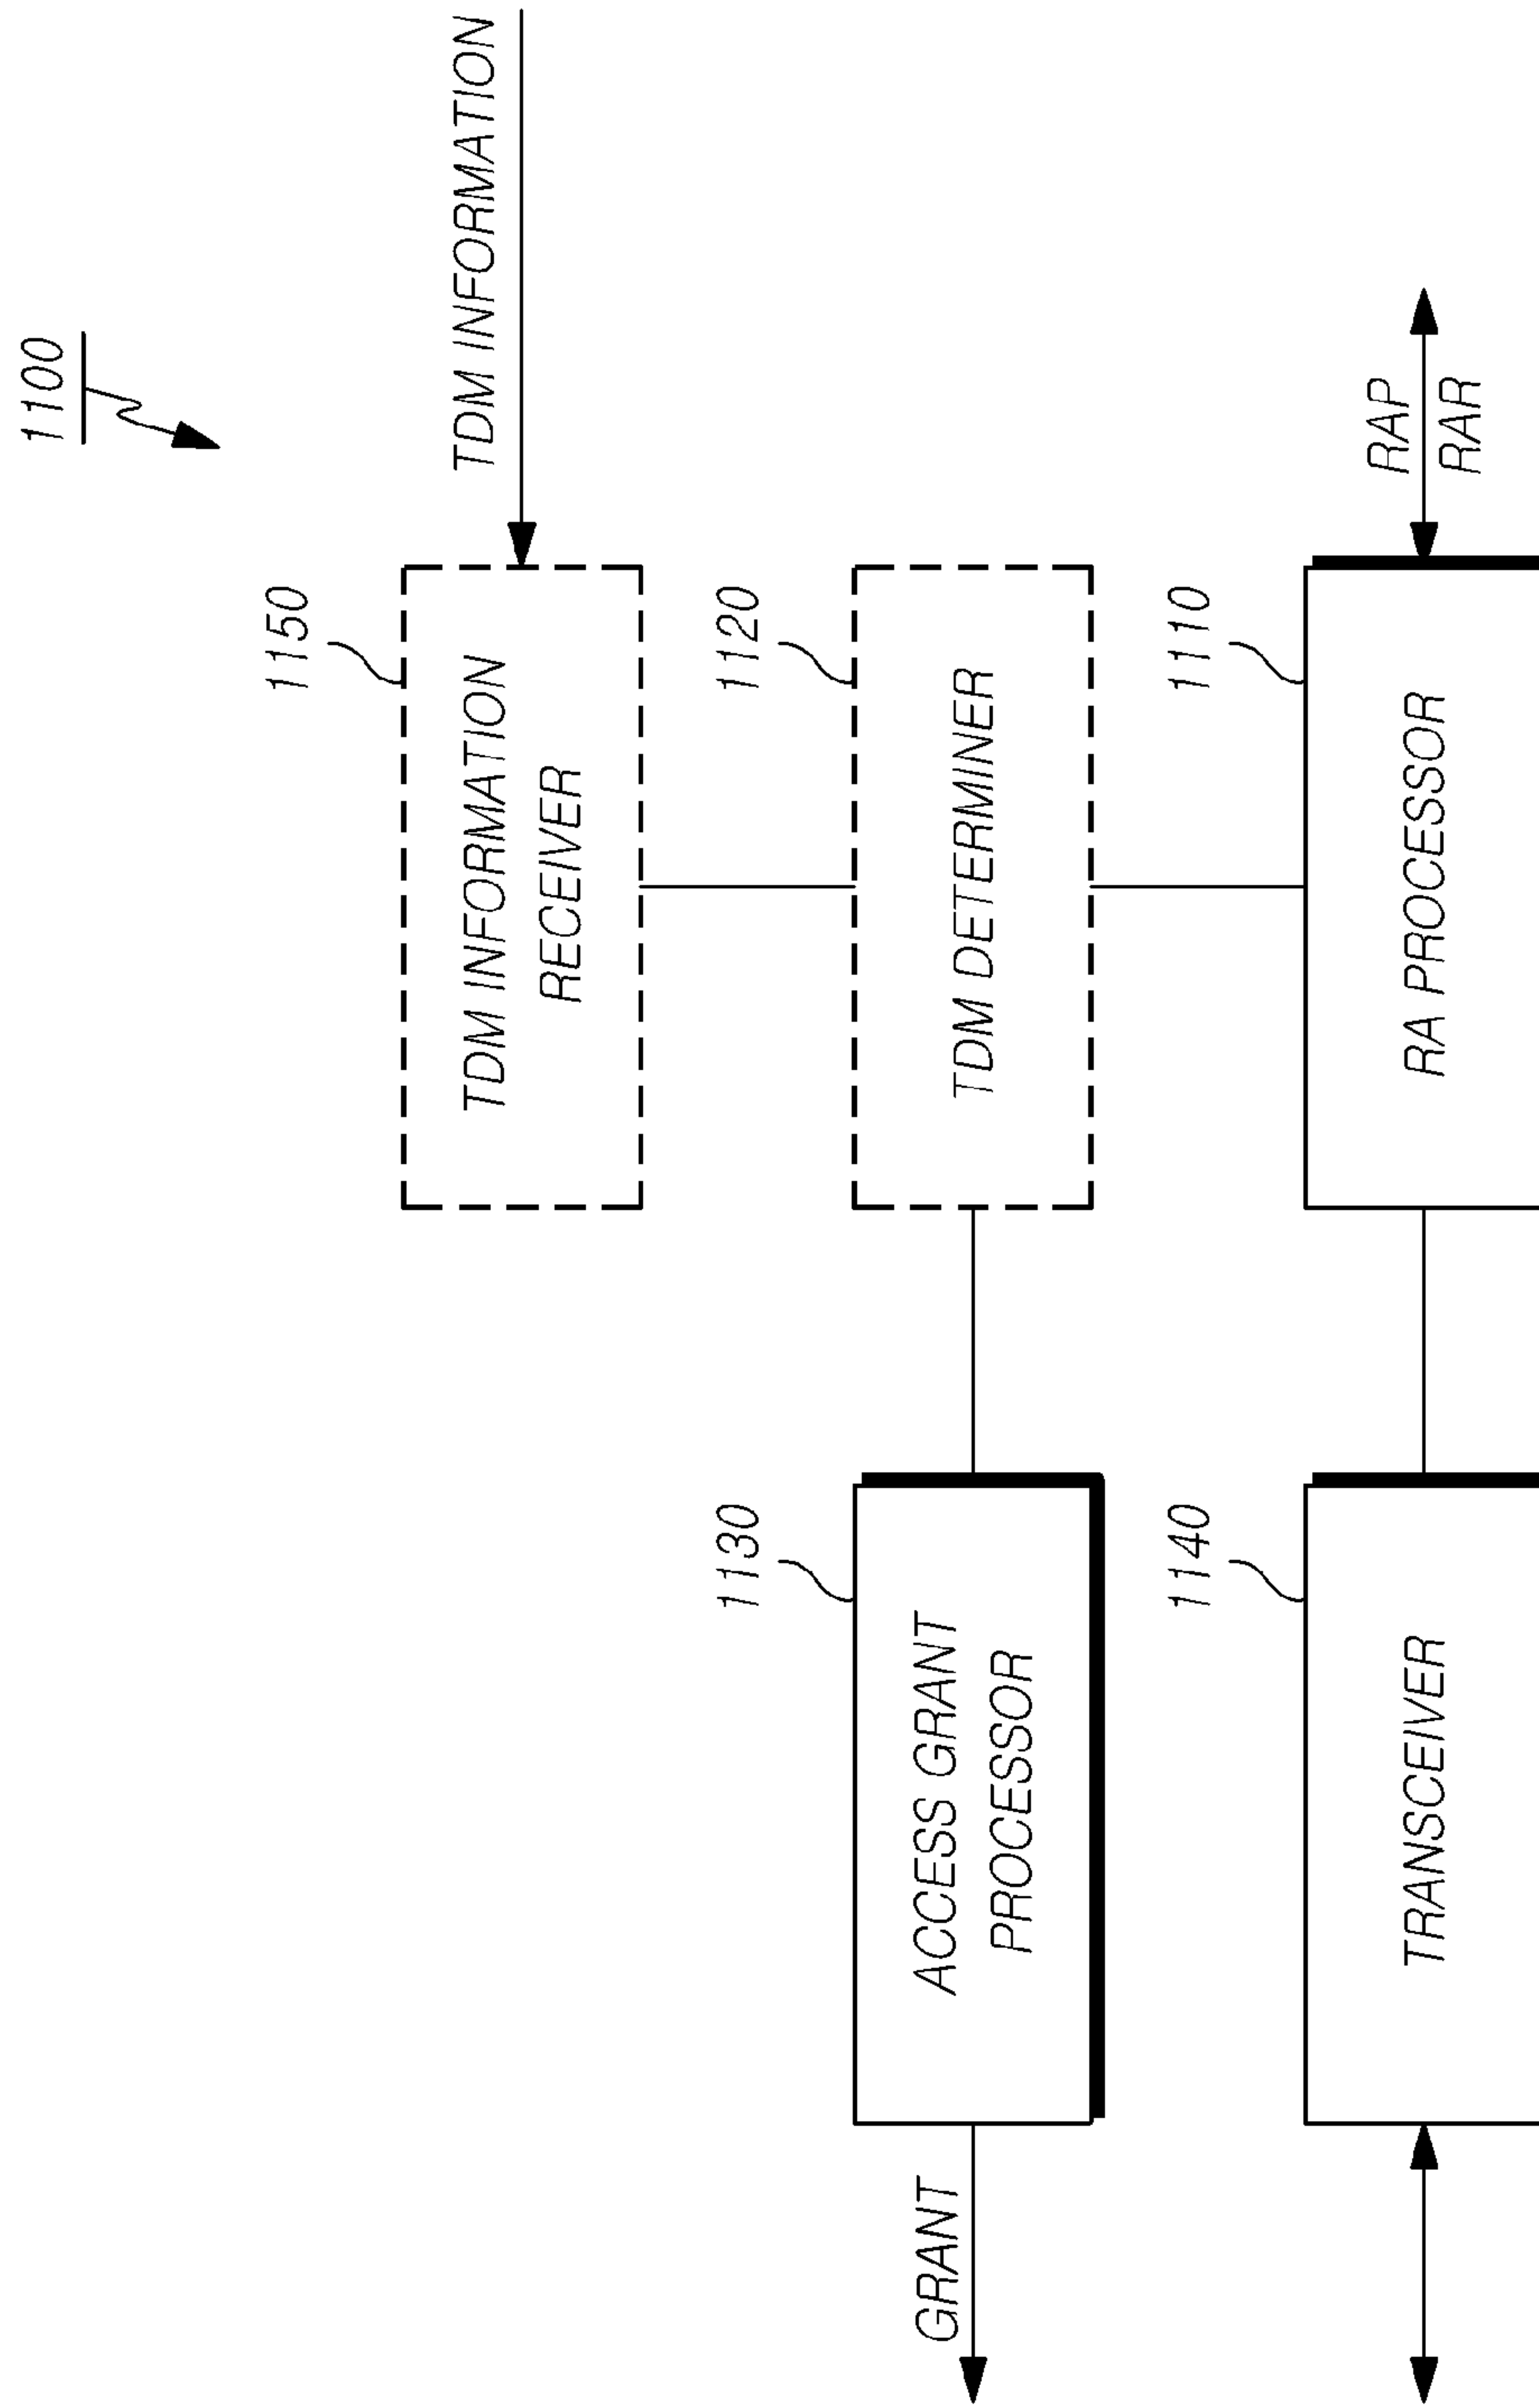 1100
TDM INFORMATION
1150
TDM INFORMATION
RECEIVER
1130
ACCESS GRANT
PROCESSOR
GRANT
1120
TDM DETERMINER
1140
TRANSCEIVER
1110
RA PROCESSOR
RAP
RAR